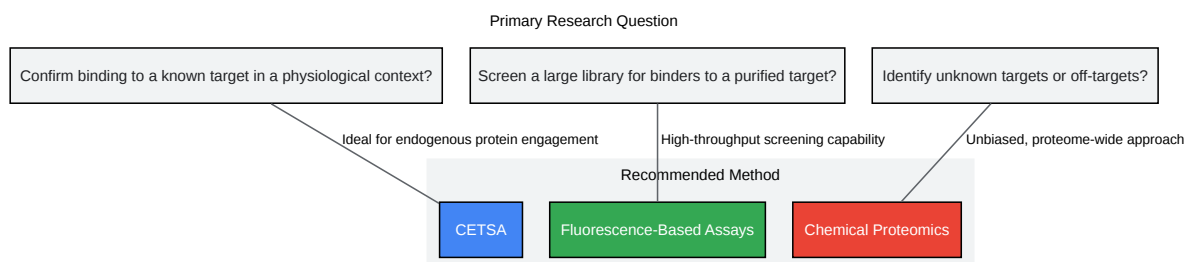 Primary Research Question
Confirm binding to a known target in a physiological context?
Screen a large library for binders to a purified target?
Identify unknown targets or off-targets?
Ideal for endogenous protein engagement
High-throughput screening capability
Unbiased, proteome-wide approach
Recommended Method
CETSA
Fluorescence-Based Assays
Chemical Proteomics